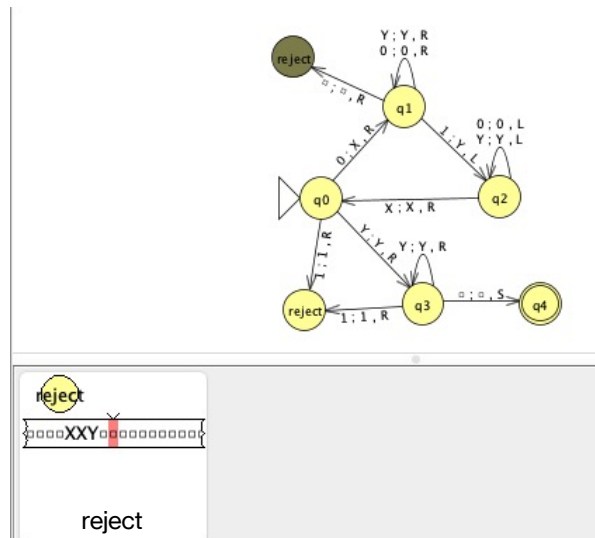 Y ; Y , R
0 ; 0 , R
reject
□ ; □ , R
q1
0 ; X , R
1 ; Y , L
0 ; 0 , L
Y ; Y , L
q0
X ; X , R
q2
1 ; 1 , R
Y ; Y , R
Y ; Y , R
reject
1 ; 1 , R
q3
□ ; □ , S
q4
reject
□□□□XXY□□□□□□□□□□□
reject